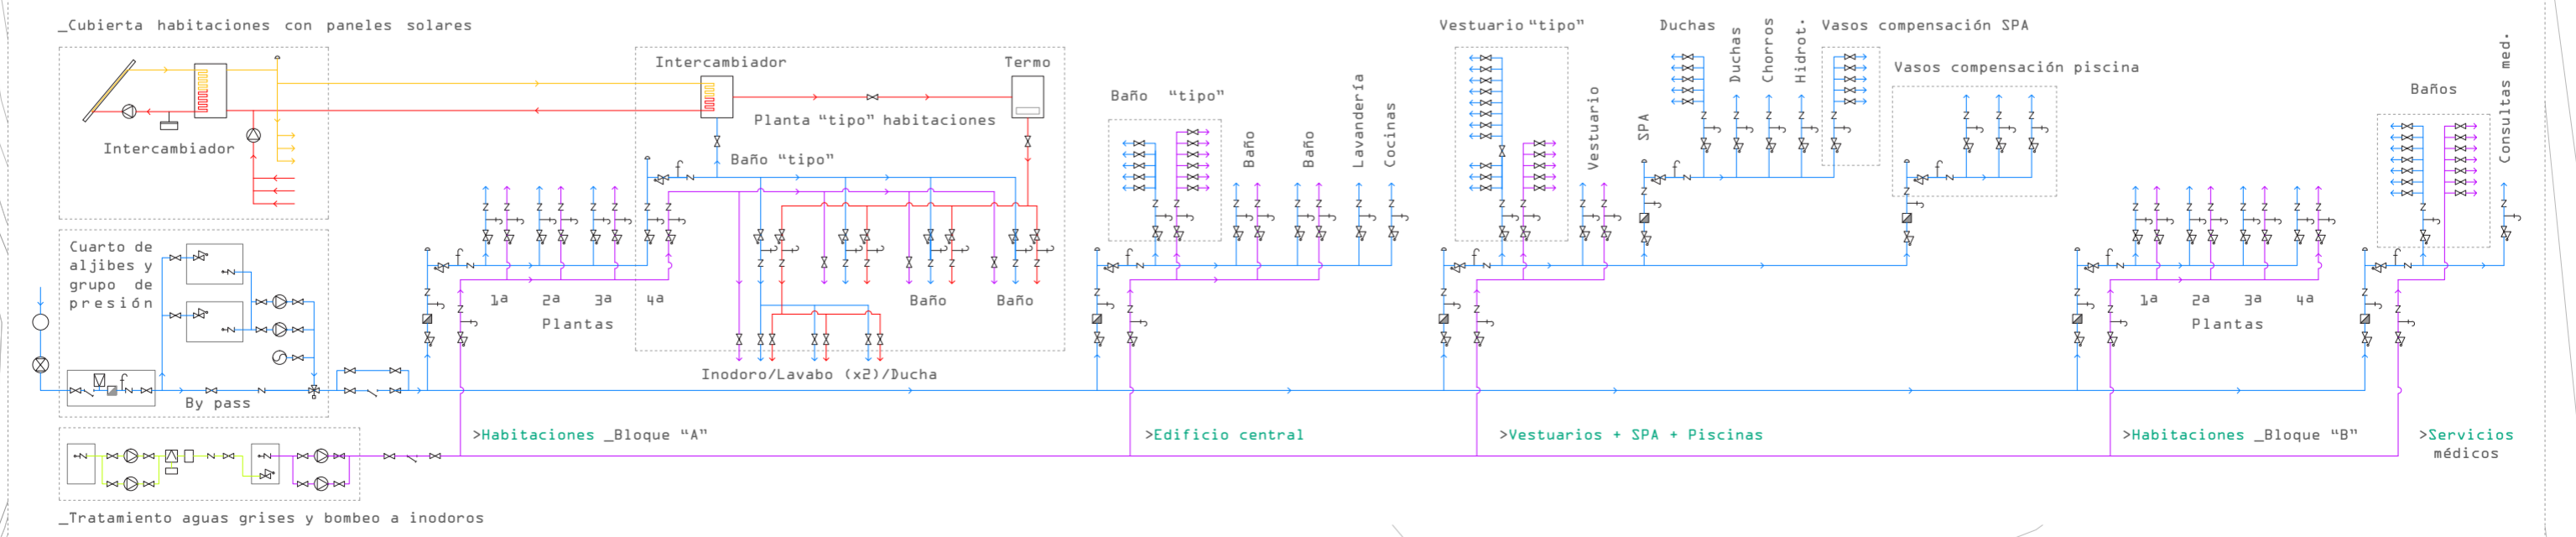 _Cubierta habitaciones con paneles solares
Intercambiador
Intercambiador
Termo
Planta “tipo” habitaciones
Baño “tipo”
Cuarto de
aljibes y
grupo de
presión
By pass
1ª 2ª 3ª 4ª
Plantas
Baño
Baño
Inodoro/Lavabo (x2)/Ducha
>Habitaciones _Bloque “A”
_Tratamiento aguas grises y bombeo a inodoros
Baño “tipo”
Baño
Baño
Lavandería
Cocinas
>Edificio central
Vestuario “tipo”
Vestuario
SPA
Duchas
Duchas
Chorros
Hidrot.
Vasos compensación SPA
Vasos compensación piscina
>Vestuarios + SPA + Piscinas
1ª 2ª 3ª 4ª
Plantas
>Habitaciones _Bloque “B”
Baños
Consultas med.
>Servicios
médicos